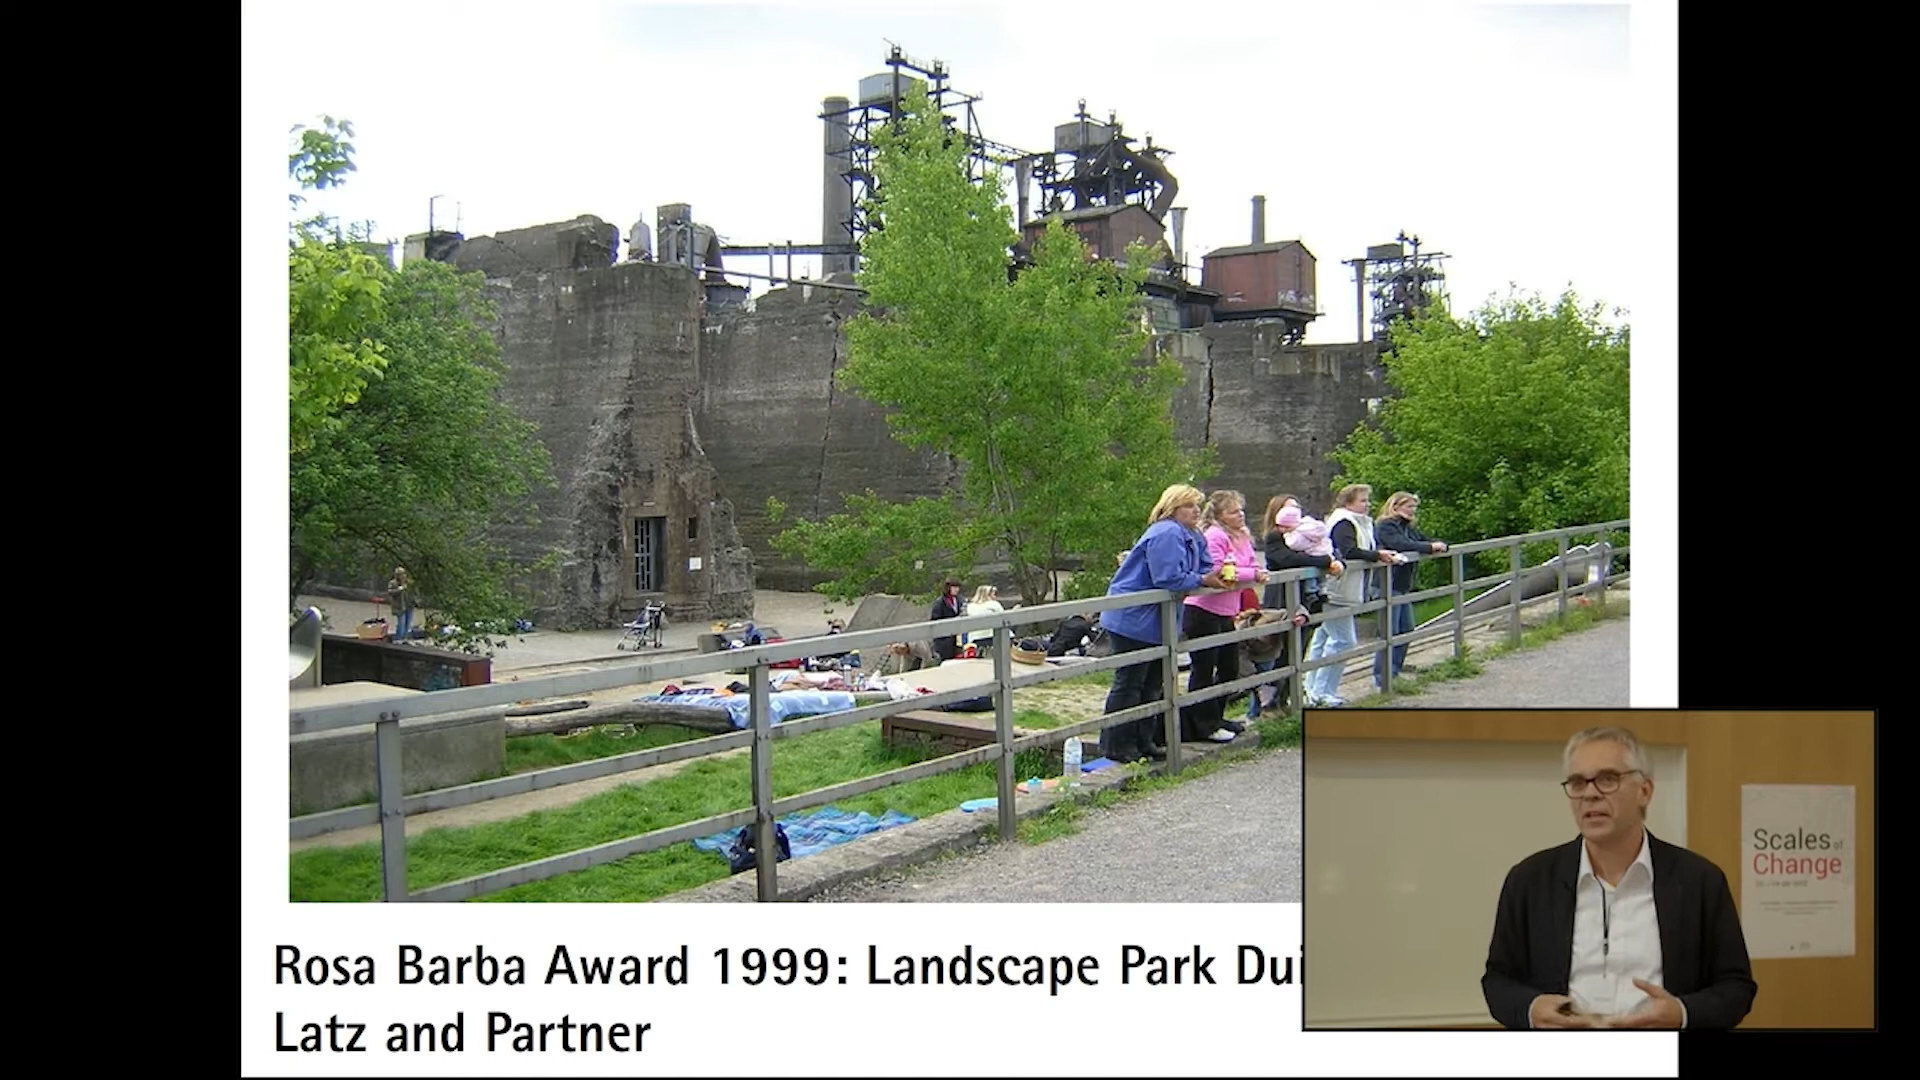 Rosa Barba Award 1999: Landscape Park Dui
Latz and Partner
Scales of
Change